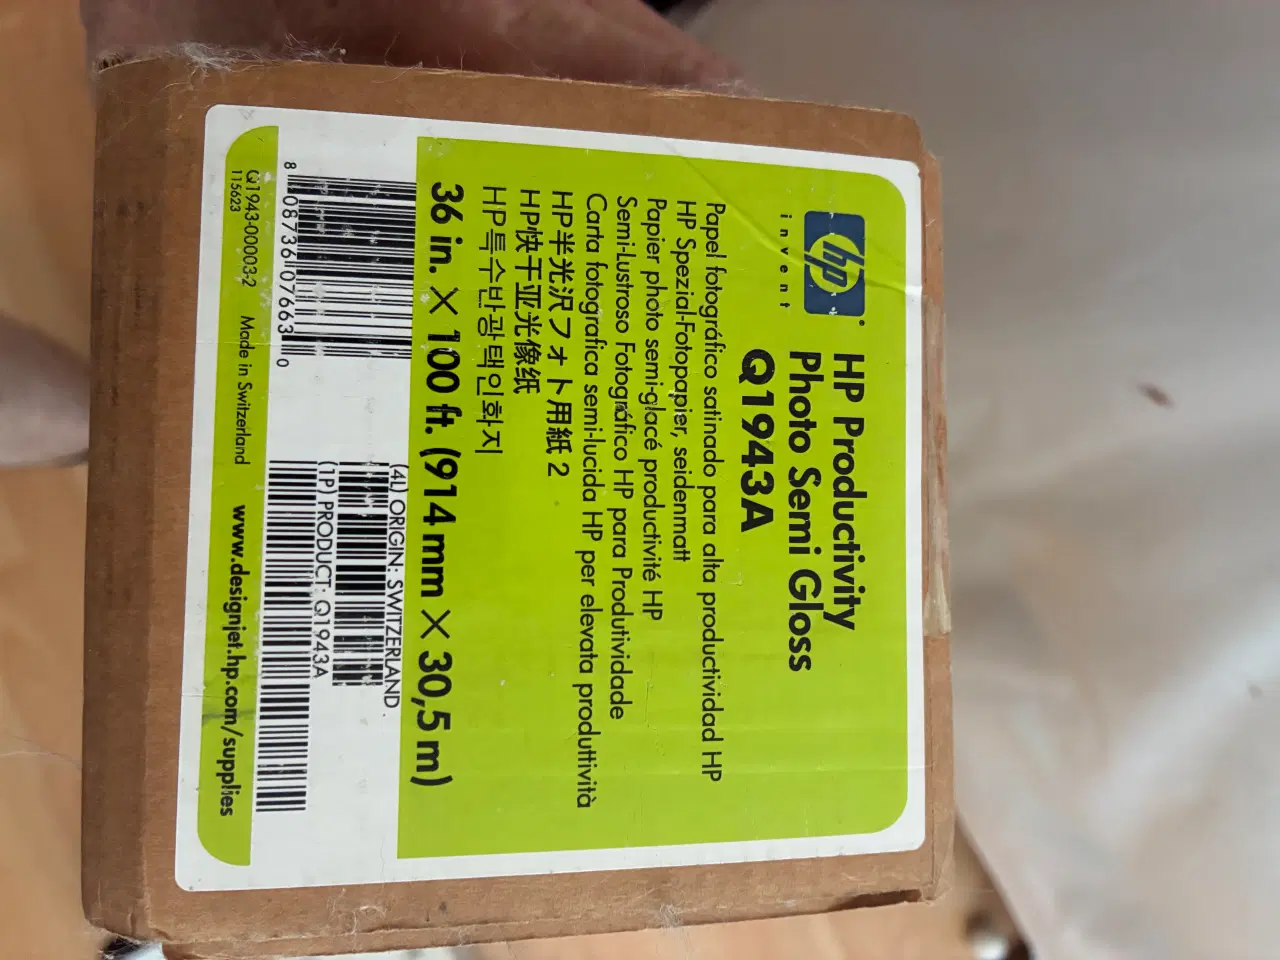 hp
invent
HP Productivity
Photo Semi Gloss
Q1943A
Papel fotográfico satinado para alta productividad HP
HP Spezial-Fotopapier, seidenmatt
Papier photo semi-glacé productivité HP
Semi-Lustroso Fotográfico HP para Produtividade
Carta fotografica semi-lucida HP per elevata produttività
HP半光沢フォト用紙 2
HP快干亚光像纸
HP특수반광택인화지
36 in. × 100 ft. (914 mm × 30,5 m)
(4L) ORIGIN: SWITZERLAND
(1P) PRODUCT: Q1943A
8 08736 07663 0
Q1943-00003-2 Made in Switzerland www.designjet.hp.com/supplies
115623